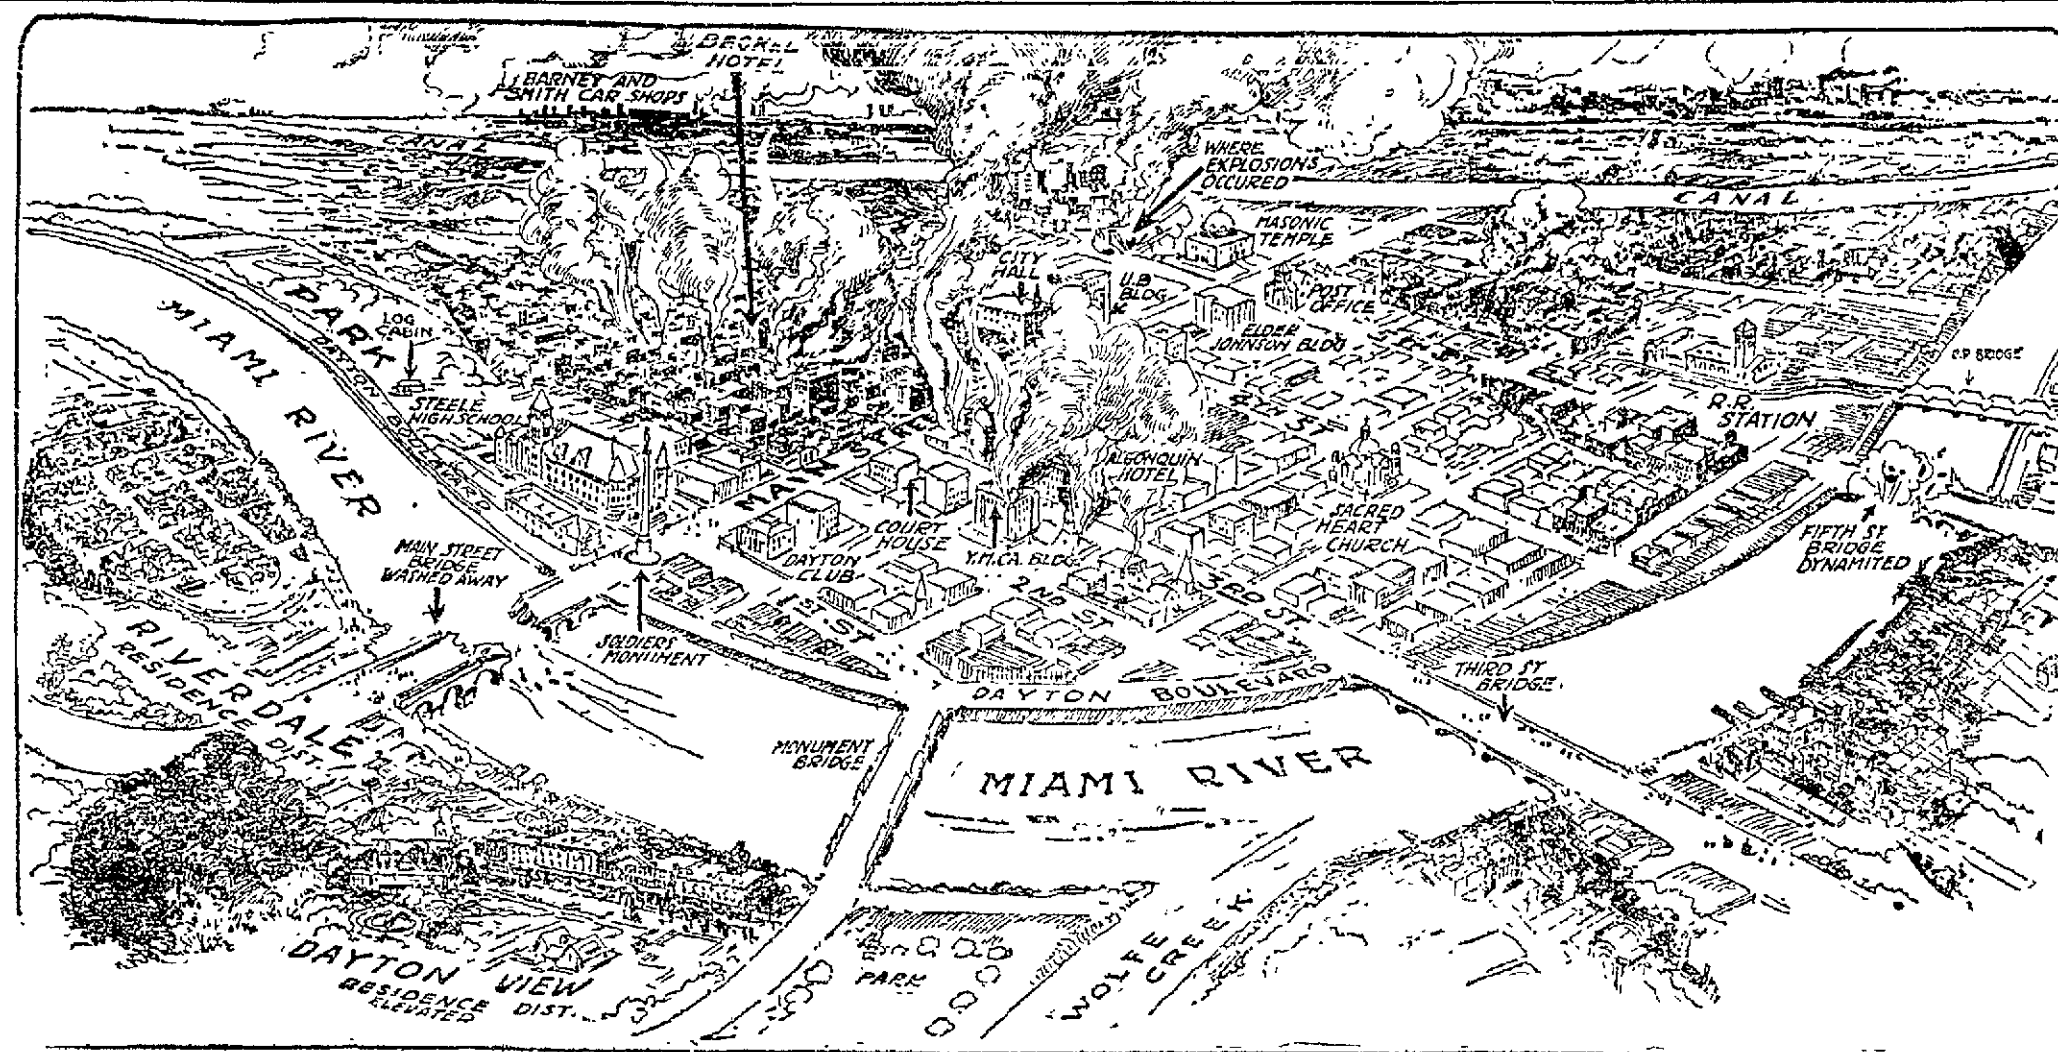 BECKEL
HOTEL
BARNEY AND
SMITH CAR SHOPS
CANAL
WHERE
EXPLOSIONS
OCCURED
CANAL
MASONIC
TEMPLE
CITY
HALL
U.B.
BLDG
POST
OFFICE
ELDER
JOHNSON BLDG
PARK
LOG
CABIN
DAYTON BOULEVARD
MIAMI RIVER
STEELE
HIGH SCHOOL
MAIN STREET
4TH ST
C.D BRIDGE
R.R.
STATION
ALGONQUIN
HOTEL
COURT
HOUSE
Y.M.C.A. BLDG
SACRED
HEART
CHURCH
FIFTH ST
BRIDGE
DYNAMITED
MAIN STREET
BRIDGE
WASHED AWAY
DAYTON
CLUB
1ST ST
2ND ST
3RD ST.
SOLDIERS
MONUMENT
RIVERDALE
RESIDENCE DIST.
THIRD ST
BRIDGE
DAYTON BOULEVARD
MONUMENT
BRIDGE
MIAMI RIVER
DAYTON VIEW
RESIDENCE DIST.
ELEVATED
PARK
WOLFE
CREEK